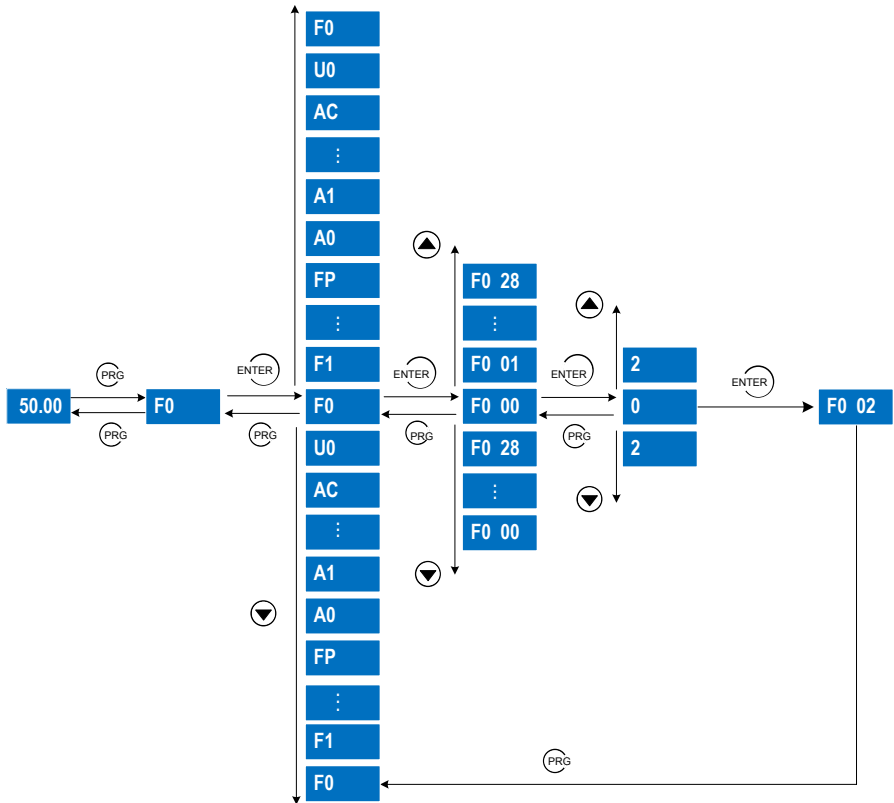 F0
U0
AC
⋮
A1
A0
FP
F0 28
⋮
⋮
F1
F0 01
2
PRG
ENTER
ENTER
ENTER
ENTER
50.00
F0
F0
F0 00
0
F0 02
PRG
PRG
PRG
PRG
U0
F0 28
2
AC
⋮
⋮
F0 00
A1
A0
FP
⋮
F1
PRG
F0